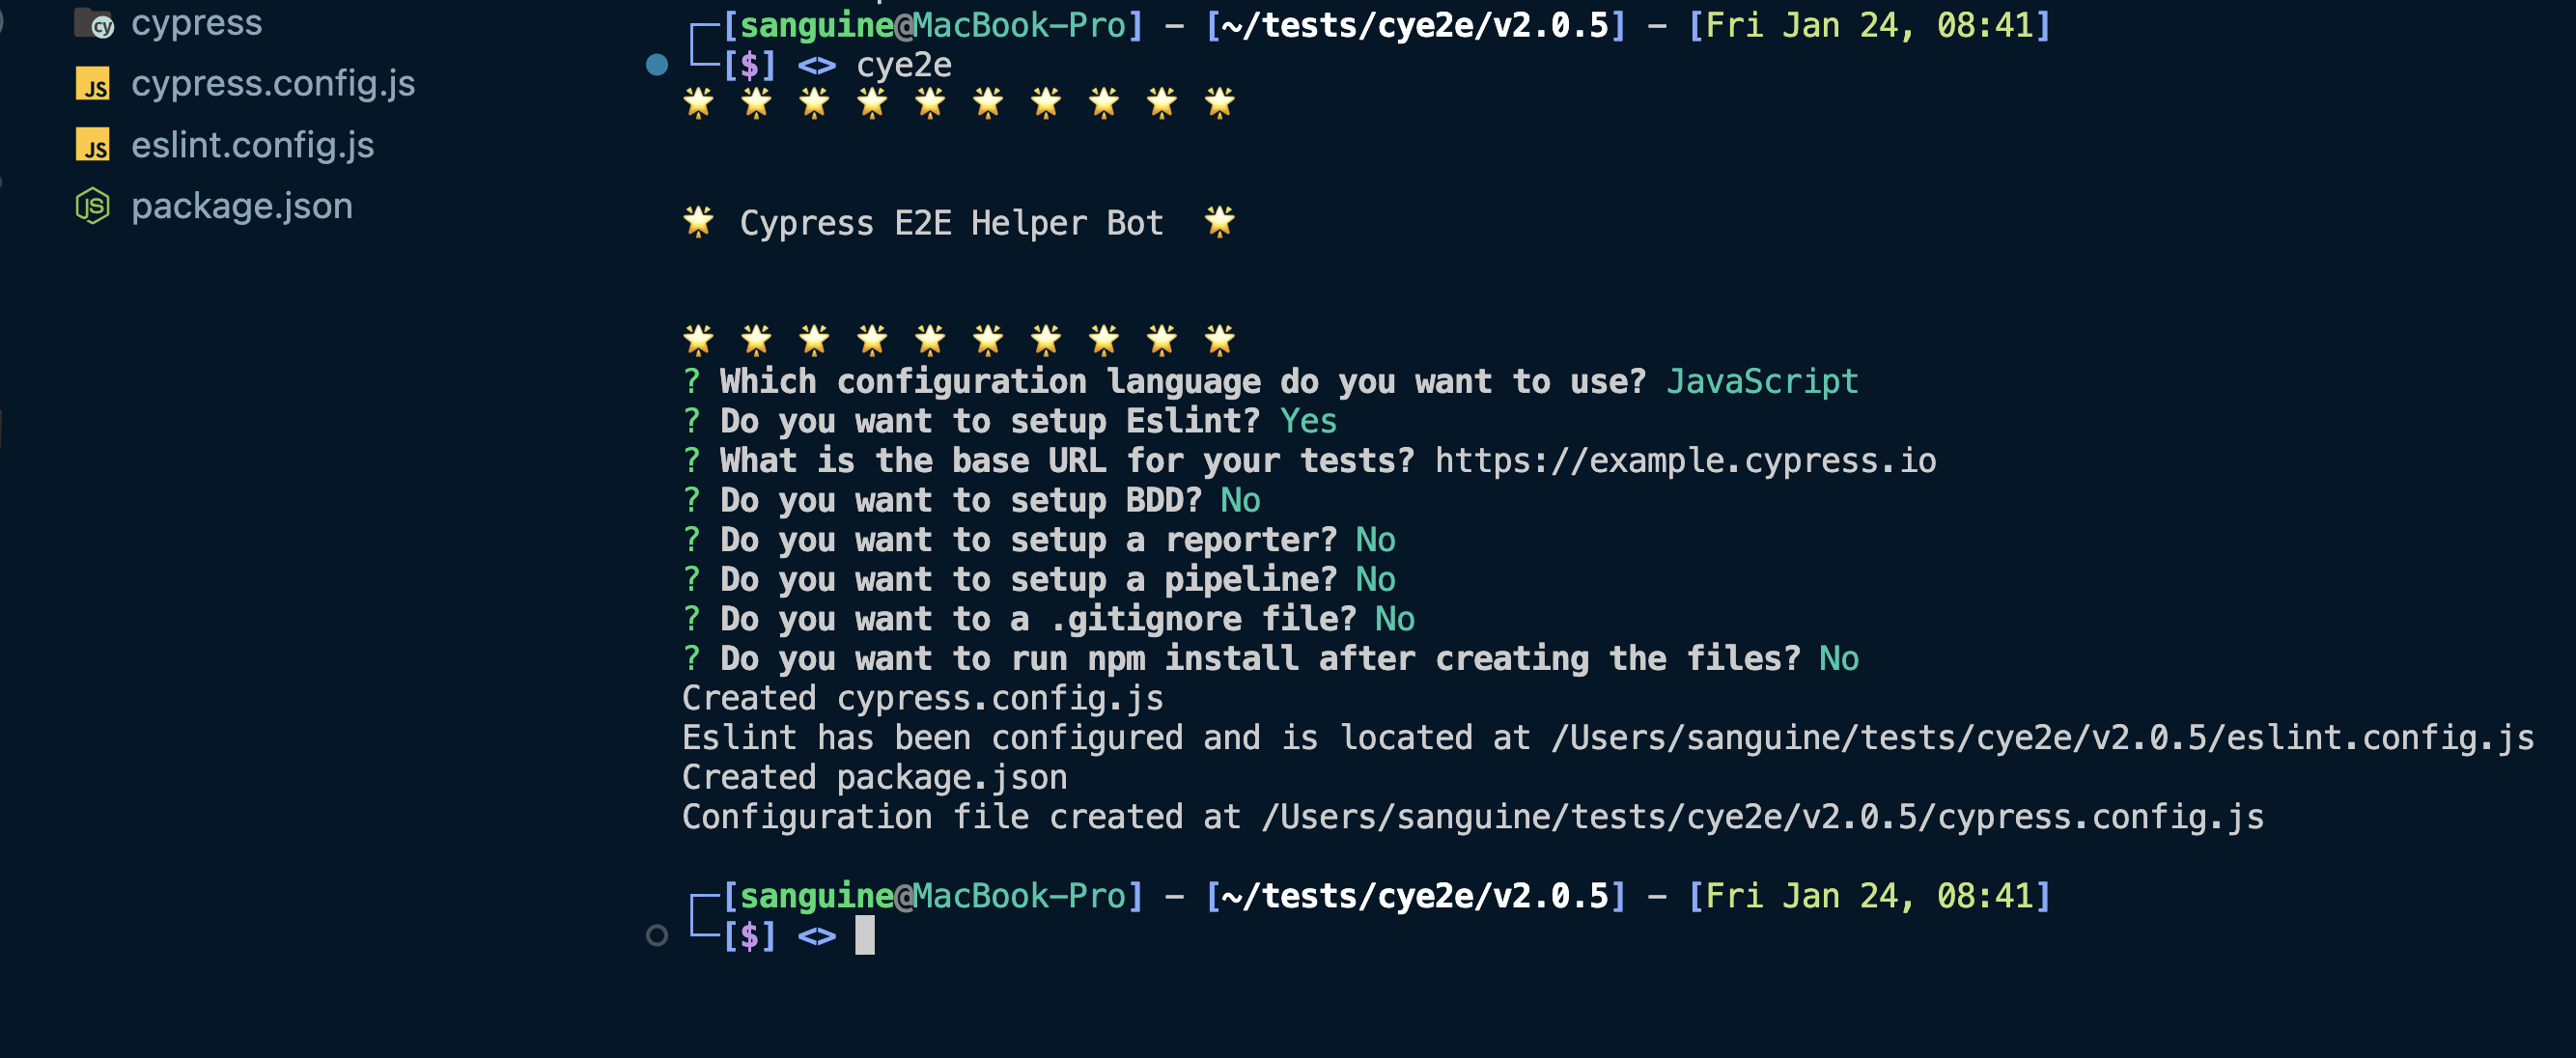 cypress
cypress.config.js
eslint.config.js
package.json
[sanguine@MacBook-Pro] - [~/tests/cye2e/v2.0.5] - [Fri Jan 24, 08:41]
[$] <> cye2e
Cypress E2E Helper Bot
? Which configuration language do you want to use? JavaScript
? Do you want to setup Eslint? Yes
? What is the base URL for your tests? https://example.cypress.io
? Do you want to setup BDD? No
? Do you want to setup a reporter? No
? Do you want to setup a pipeline? No
? Do you want to a .gitignore file? No
? Do you want to run npm install after creating the files? No
Created cypress.config.js
Eslint has been configured and is located at /Users/sanguine/tests/cye2e/v2.0.5/eslint.config.js
Created package.json
Configuration file created at /Users/sanguine/tests/cye2e/v2.0.5/cypress.config.js
[sanguine@MacBook-Pro] - [~/tests/cye2e/v2.0.5] - [Fri Jan 24, 08:41]
[$] <>